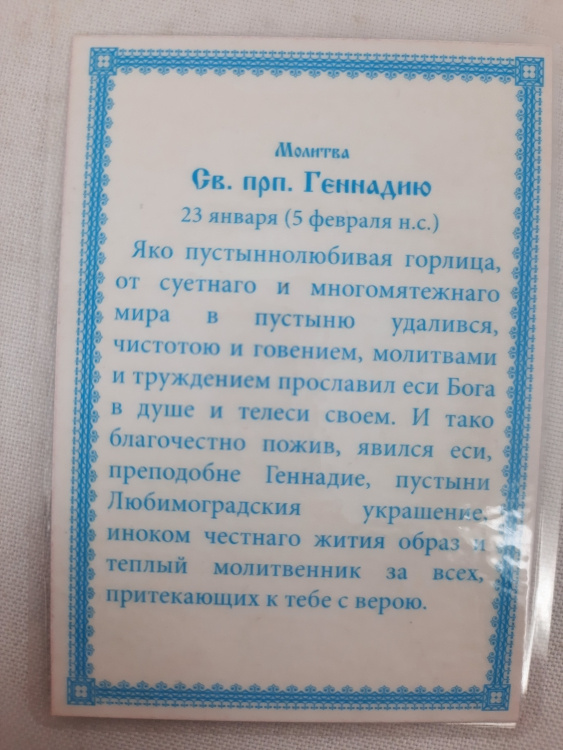 Молитва
Св. прп. Геннадию
23 января (5 февраля н.с.)
Яко пустыннолюбивая горлица,
от суетнаго и многомятежнаго
мира в пустыню удалився,
чистотою и говением, молитвами
и труждением прославил еси Бога
в душе и телеси своем. И тако
благочестно пожив, явился еси,
преподобне Геннадие, пустыни
Любимоградския украшение,
иноком честнаго жития образ и
теплый молитвенник за всех,
притекающих к тебе с верою.